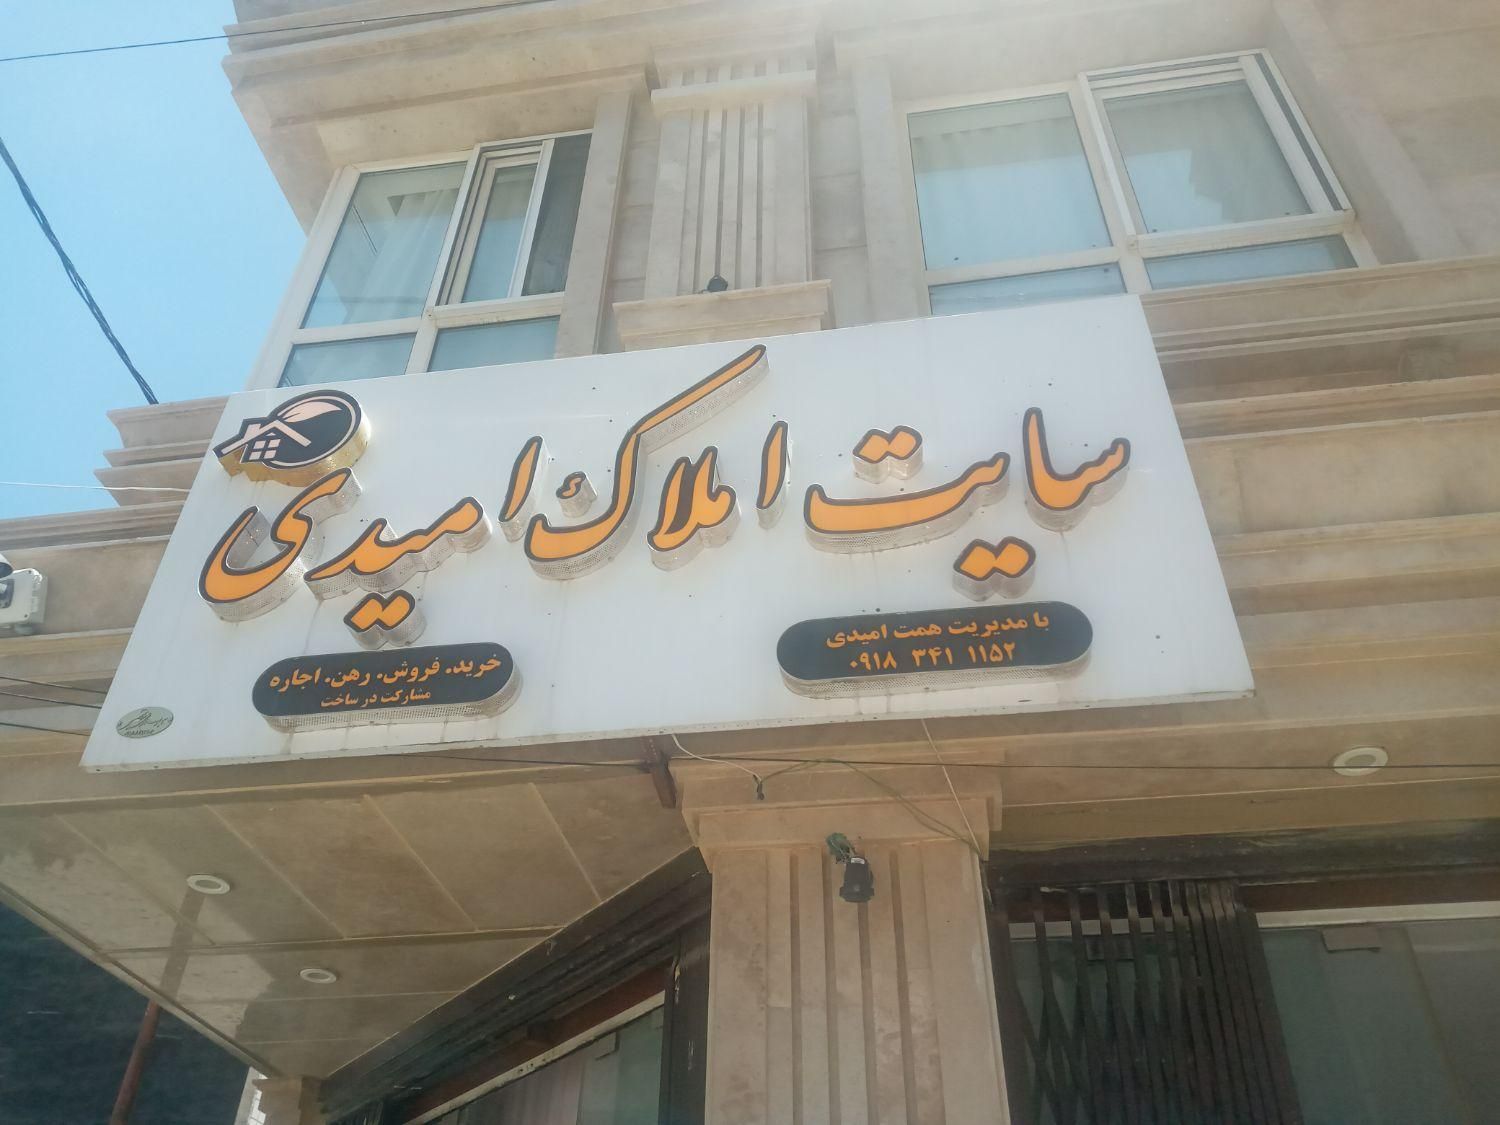 سایت املاک امیدی
با مدیریت همت امیدی
۰۹۱۸ ۳۴۱ ۱۱۵۲
خرید. فروش. رهن. اجاره
مشارکت در ساخت